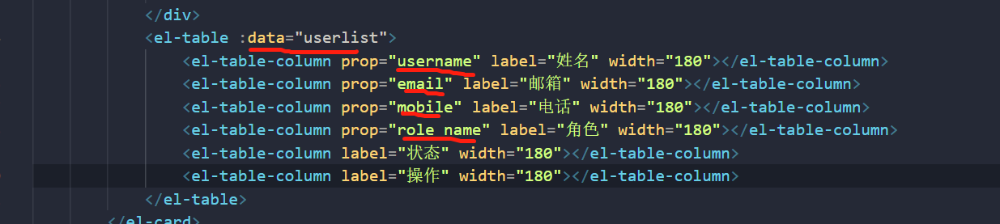 </div>
<el-table :data="userlist">
<el-table-column prop="username" label="姓名" width="180"></el-table-column>
<el-table-column prop="email" label="邮箱" width="180"></el-table-column>
<el-table-column prop="mobile" label="电话" width="180"></el-table-column>
<el-table-column prop="role_name" label="角色" width="180"></el-table-column>
<el-table-column label="状态" width="180"></el-table-column>
<el-table-column label="操作" width="180"></el-table-column>
</el-table>
</el-card>